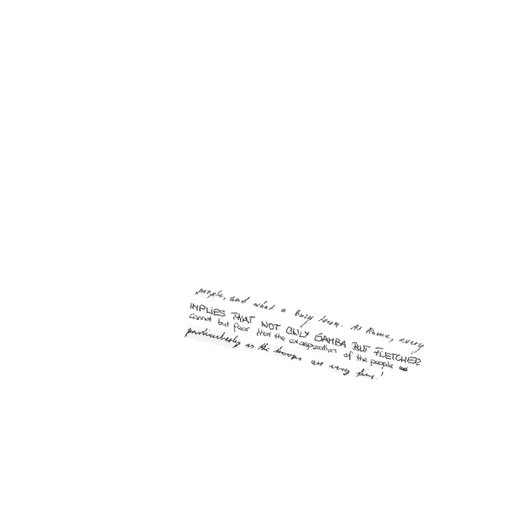 people, and what a busy town. At Rome, every
IMPLIES THAT NOT ONLY GAMBA BUT FLETCHER
cannot but fear that the exasperation of the people
particularly as the troops are very few!